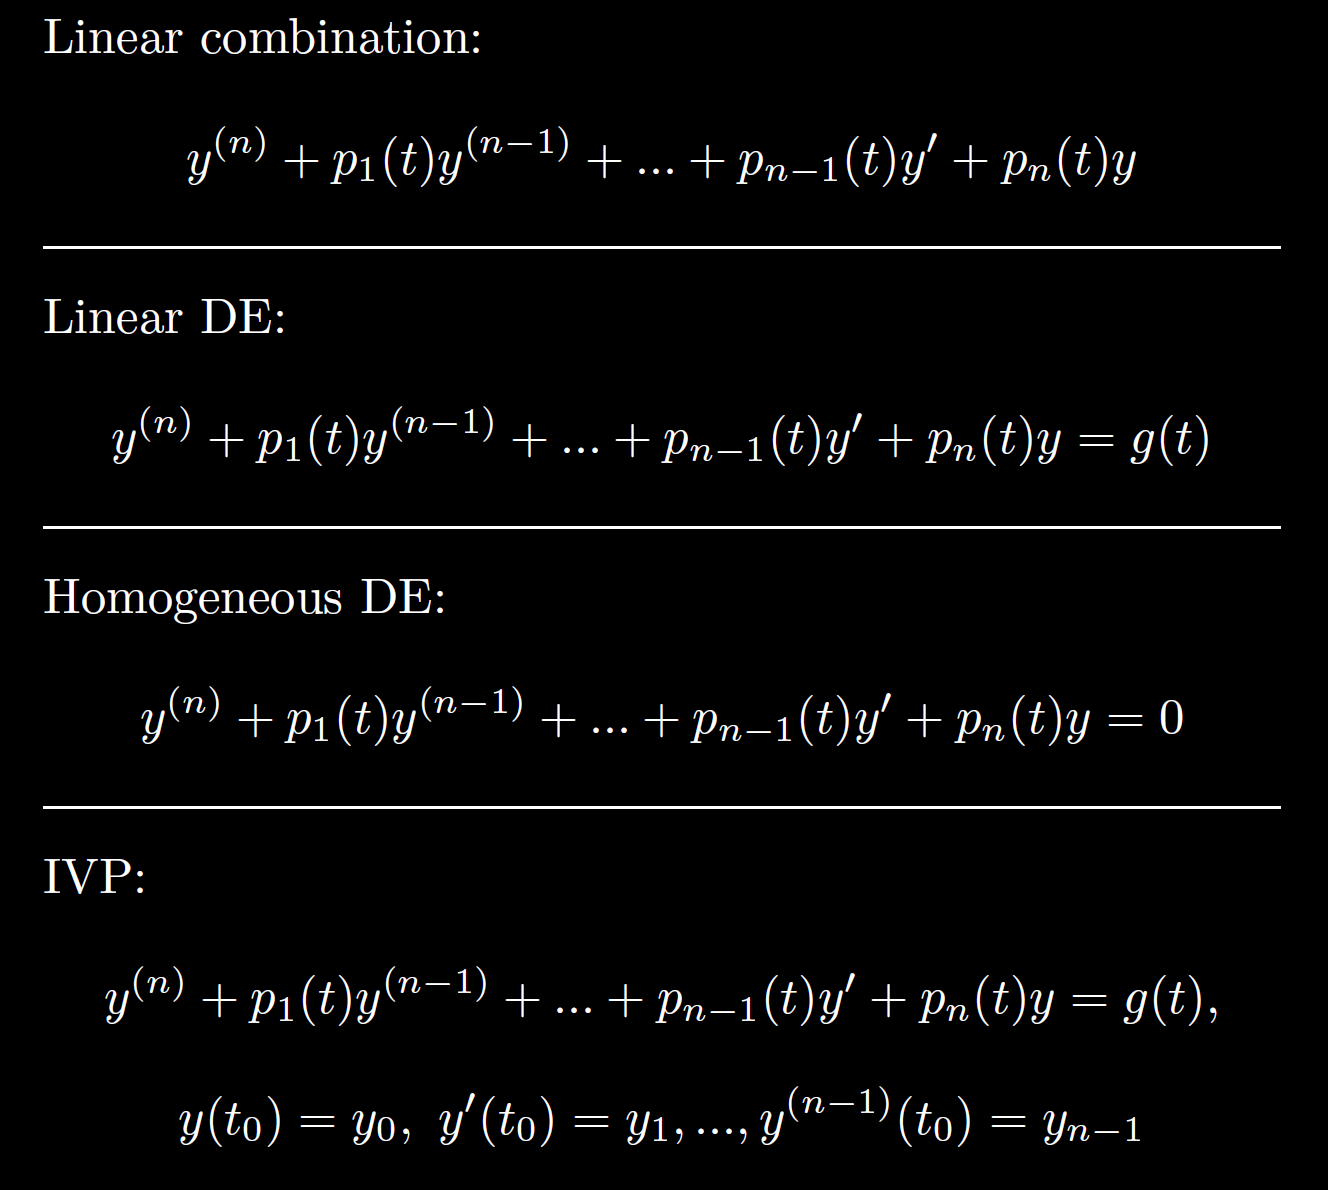 Linear combination:
$y^{(n)} + p_1(t)y^{(n-1)} + ... + p_{n-1}(t)y' + p_n(t)y$
Linear DE:
$y^{(n)} + p_1(t)y^{(n-1)} + ... + p_{n-1}(t)y' + p_n(t)y = g(t)$
Homogeneous DE:
$y^{(n)} + p_1(t)y^{(n-1)} + ... + p_{n-1}(t)y' + p_n(t)y = 0$
IVP:
$y^{(n)} + p_1(t)y^{(n-1)} + ... + p_{n-1}(t)y' + p_n(t)y = g(t),$
$y(t_0) = y_0, \ y'(t_0) = y_1, ..., y^{(n-1)}(t_0) = y_{n-1}$